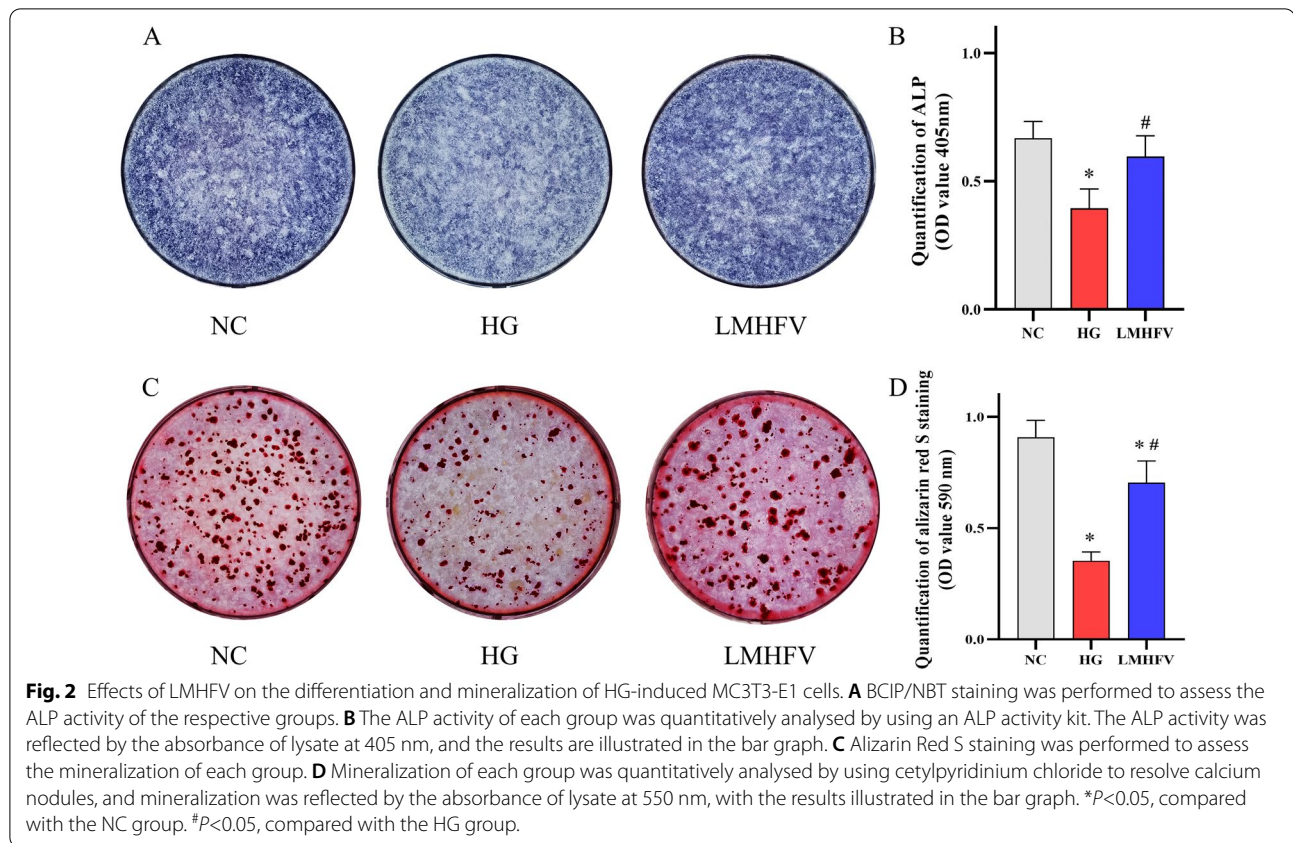 A
NC
HG
LMHFV
B
Quantification of ALP
(OD value 405nm)
1.0
0.5
0.0
*
#
NC
HG
LMHFV
C
NC
HG
LMHFV
D
Quantification of alizarin red S staining
(OD value 590 nm)
1.0
0.5
0.0
*
* #
NC
HG
LMHFV
Fig. 2 Effects of LMHFV on the differentiation and mineralization of HG-induced MC3T3-E1 cells. A BCIP/NBT staining was performed to assess the
ALP activity of the respective groups. B The ALP activity of each group was quantitatively analysed by using an ALP activity kit. The ALP activity was
reflected by the absorbance of lysate at 405 nm, and the results are illustrated in the bar graph. C Alizarin Red S staining was performed to assess
the mineralization of each group. D Mineralization of each group was quantitatively analysed by using cetylpyridinium chloride to resolve calcium
nodules, and mineralization was reflected by the absorbance of lysate at 550 nm, with the results illustrated in the bar graph. *P<0.05, compared
with the NC group. #P<0.05, compared with the HG group.